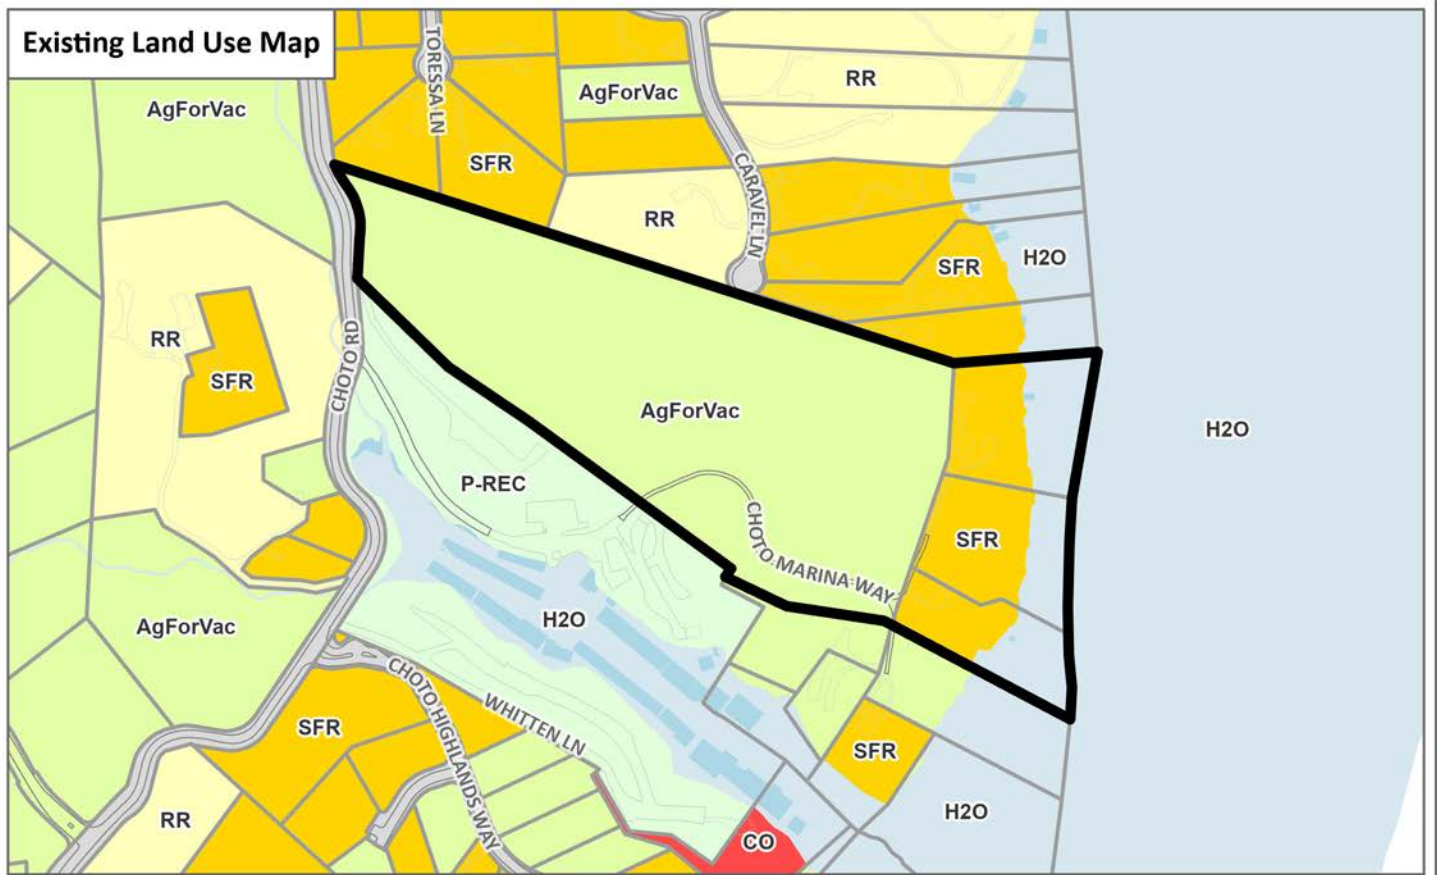 Existing Land Use Map
TORESSA LN
AgForVac
RR
AgForVac
SFR
CARAVEL LN
RR
SFR
H2O
RR
CHOTO RD
SFR
AgForVac
H2O
P-REC
CHOTO MARINA WAY
SFR
H2O
AgForVac
CHOTO HIGHLANDS WAY
WHITTEN LN
SFR
SFR
RR
H2O
CO